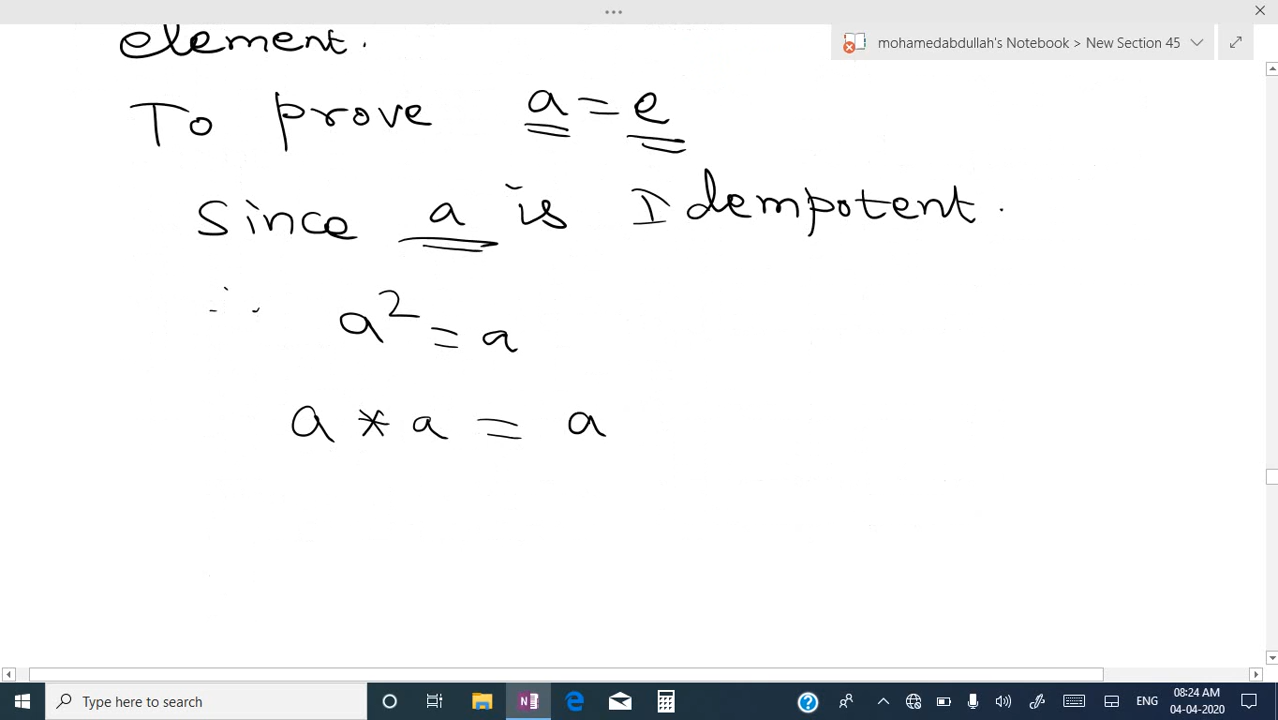 element.
mohamedabdullah's Notebook > New Section 45
To prove a = e
Since a is Idempotent.
∴ a² = a
a * a = a
Type here to search
ENG
08:24 AM
04-04-2020